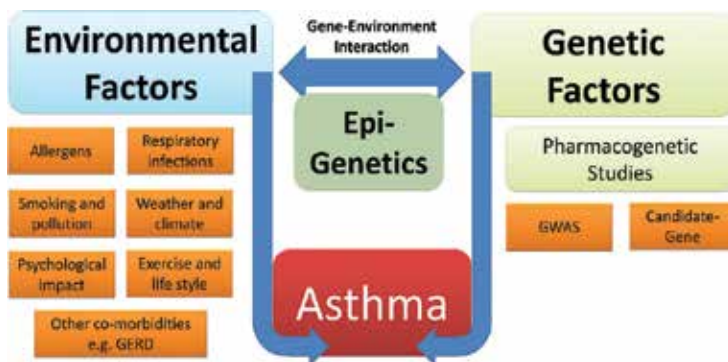 Environmental
Factors
Gene-Environment
Interaction
Genetic
Factors
Allergens
Respiratory
infections
Smoking and
pollution
Weather and
climate
Psychological
impact
Exercise and
life style
Other co-morbidities
e.g. GERD
Epi-
Genetics
Pharmacogenetic
Studies
GWAS
Candidate-
Gene
Asthma